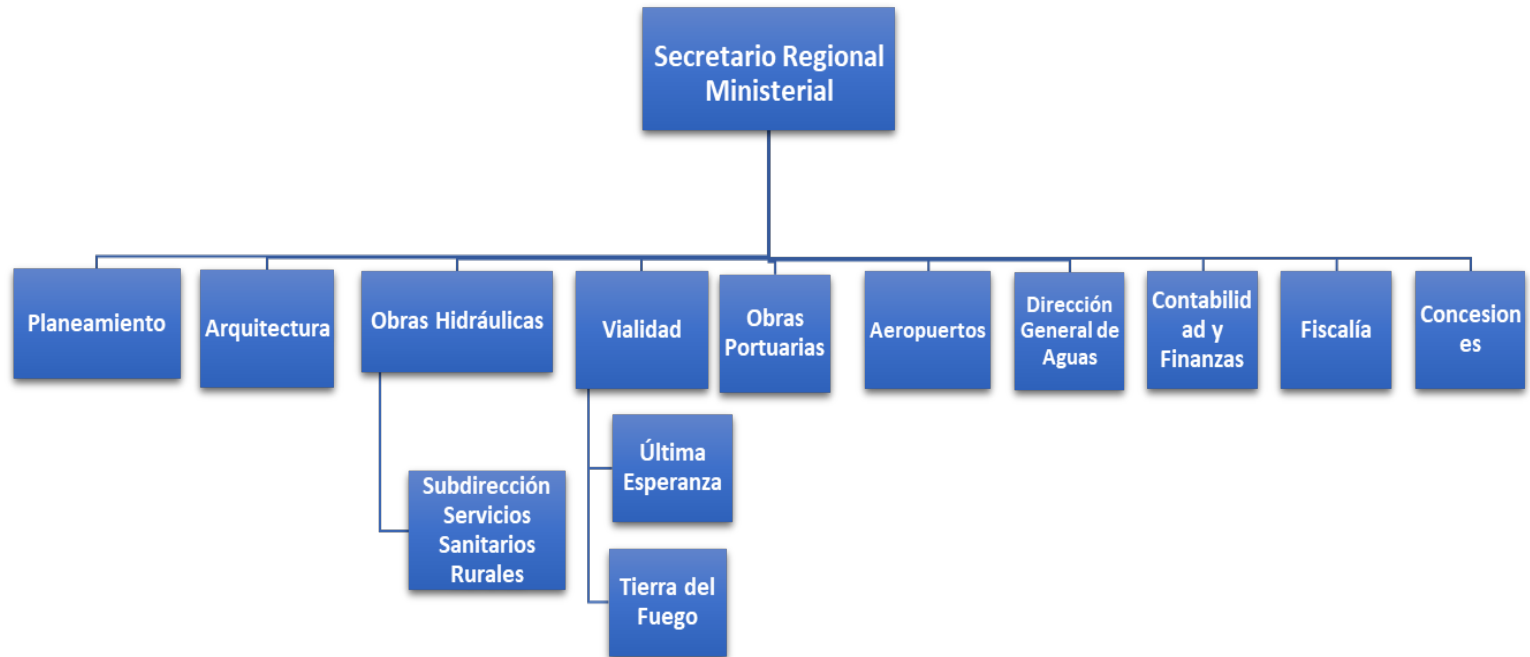 Secretario Regional
Ministerial
Planeamiento
Arquitectura
Obras Hidráulicas
Vialidad
Obras
Portuarias
Aeropuertos
Dirección
General de
Aguas
Contabilid
ad y
Finanzas
Fiscalía
Concesion
es
Subdirección
Servicios
Sanitarios
Rurales
Última
Esperanza
Tierra del
Fuego